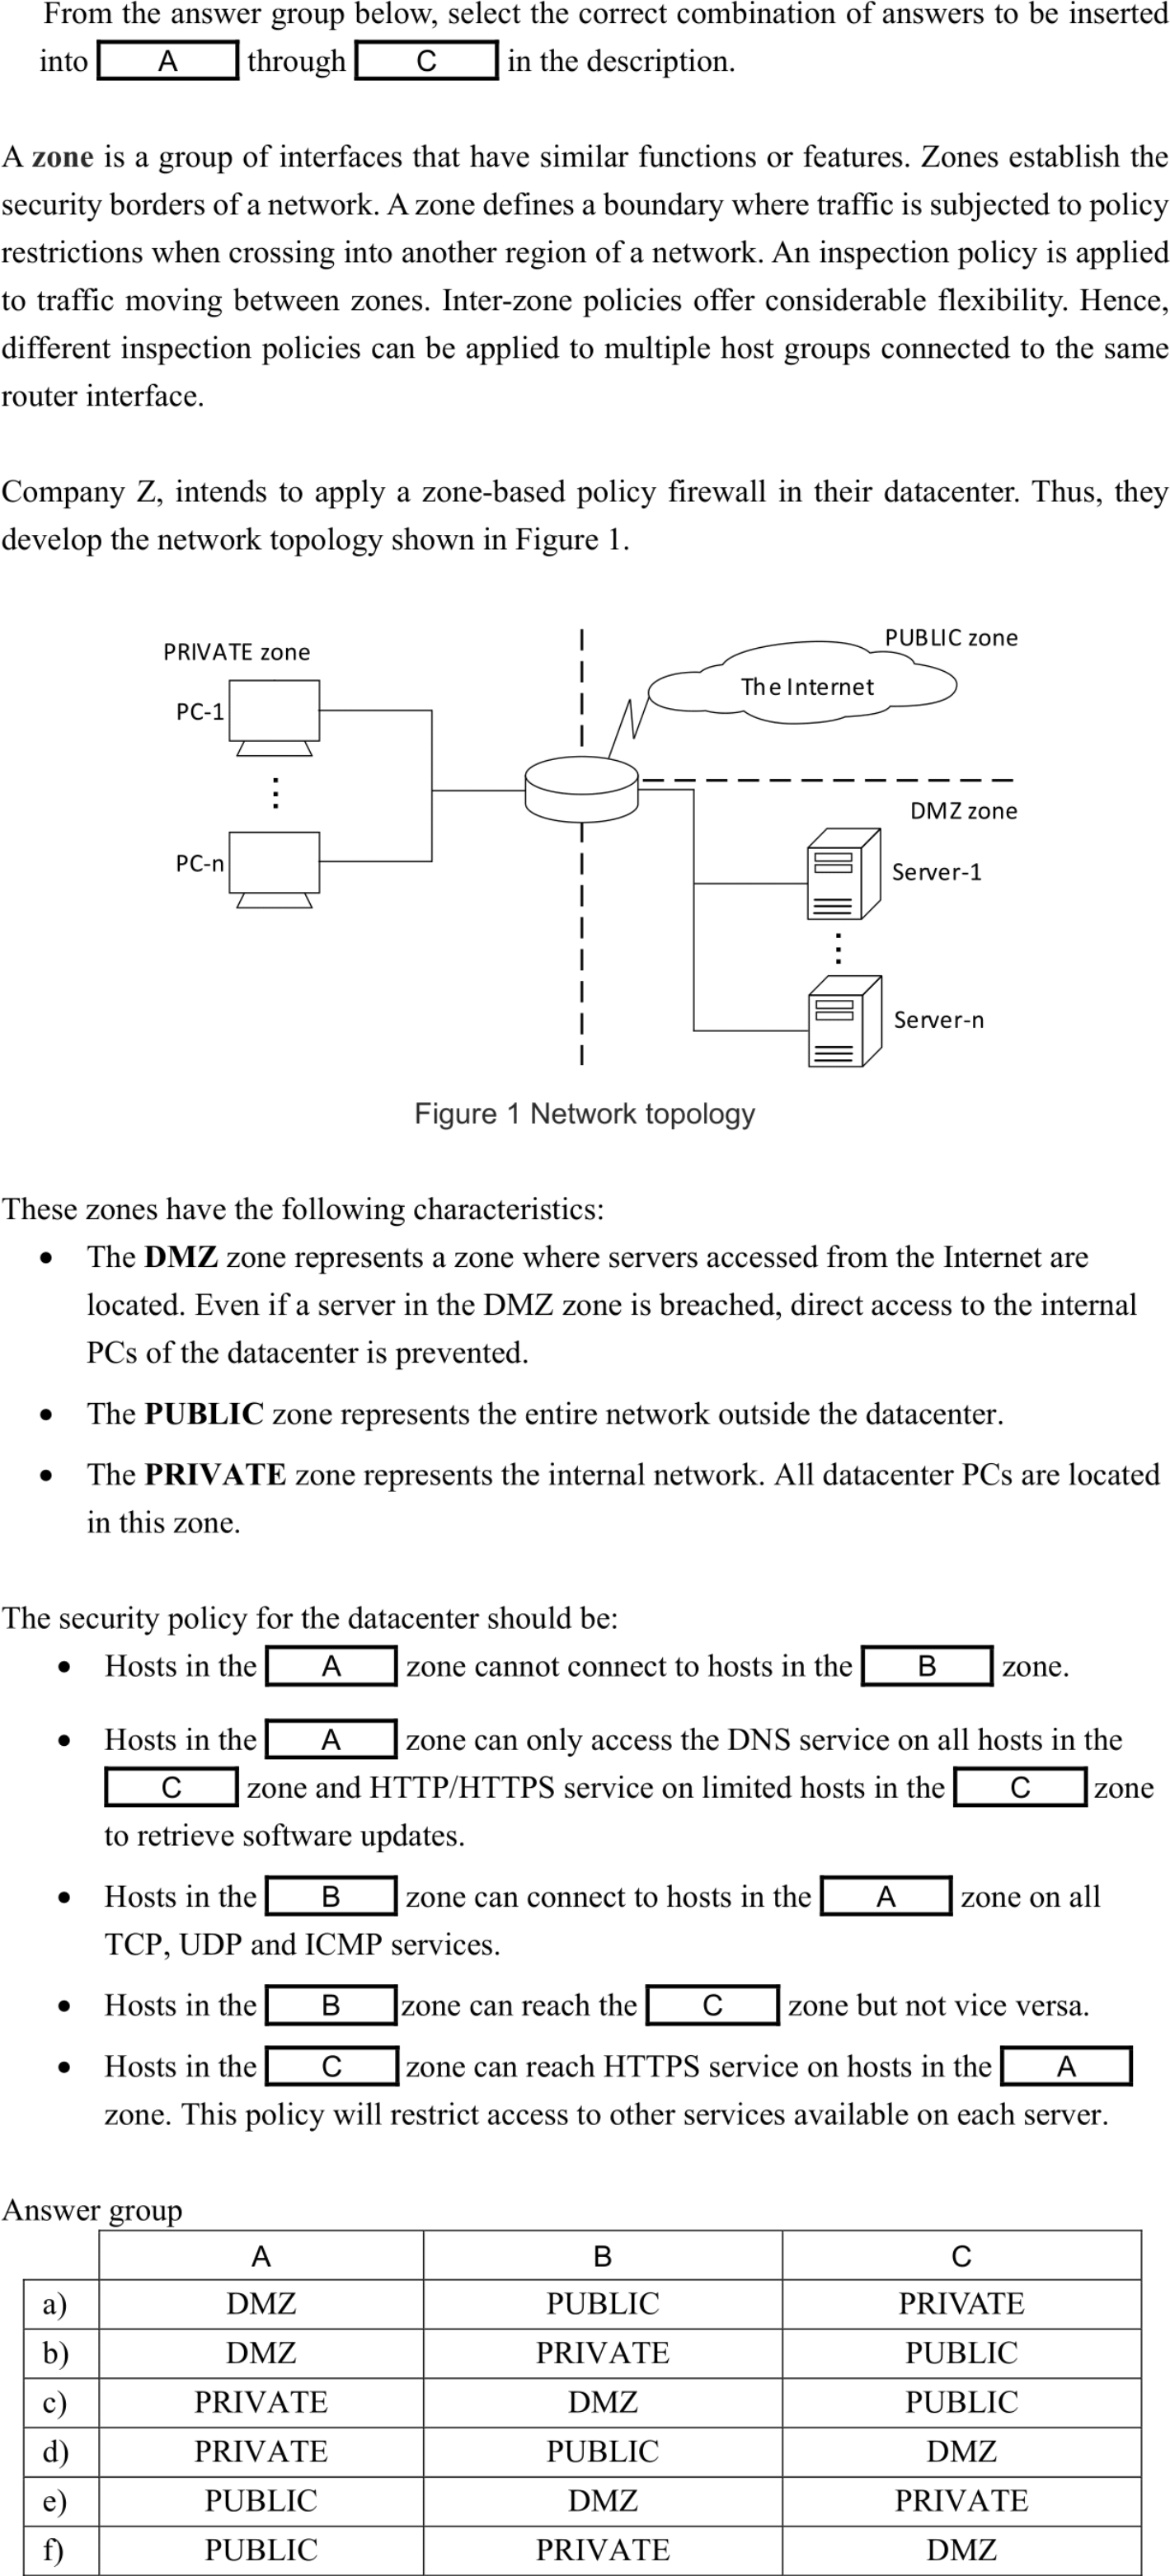 From the answer group below, select the correct combination of answers to be inserted
into A through C in the description.
A zone is a group of interfaces that have similar functions or features. Zones establish the
security borders of a network. A zone defines a boundary where traffic is subjected to policy
restrictions when crossing into another region of a network. An inspection policy is applied
to traffic moving between zones. Inter-zone policies offer considerable flexibility. Hence,
different inspection policies can be applied to multiple host groups connected to the same
router interface.
Company Z, intends to apply a zone-based policy firewall in their datacenter. Thus, they
develop the network topology shown in Figure 1.
PRIVATE zone
PUBLIC zone
The Internet
PC-1
DMZ zone
PC-n
Server-1
Server-n
Figure 1 Network topology
These zones have the following characteristics:
• The DMZ zone represents a zone where servers accessed from the Internet are
located. Even if a server in the DMZ zone is breached, direct access to the internal
PCs of the datacenter is prevented.
• The PUBLIC zone represents the entire network outside the datacenter.
• The PRIVATE zone represents the internal network. All datacenter PCs are located
in this zone.
The security policy for the datacenter should be:
• Hosts in the A zone cannot connect to hosts in the B zone.
• Hosts in the A zone can only access the DNS service on all hosts in the
C zone and HTTP/HTTPS service on limited hosts in the C zone
to retrieve software updates.
• Hosts in the B zone can connect to hosts in the A zone on all
TCP, UDP and ICMP services.
• Hosts in the B zone can reach the C zone but not vice versa.
• Hosts in the C zone can reach HTTPS service on hosts in the A
zone. This policy will restrict access to other services available on each server.
Answer group
A B C
a) DMZ PUBLIC PRIVATE
b) DMZ PRIVATE PUBLIC
c) PRIVATE DMZ PUBLIC
d) PRIVATE PUBLIC DMZ
e) PUBLIC DMZ PRIVATE
f) PUBLIC PRIVATE DMZ